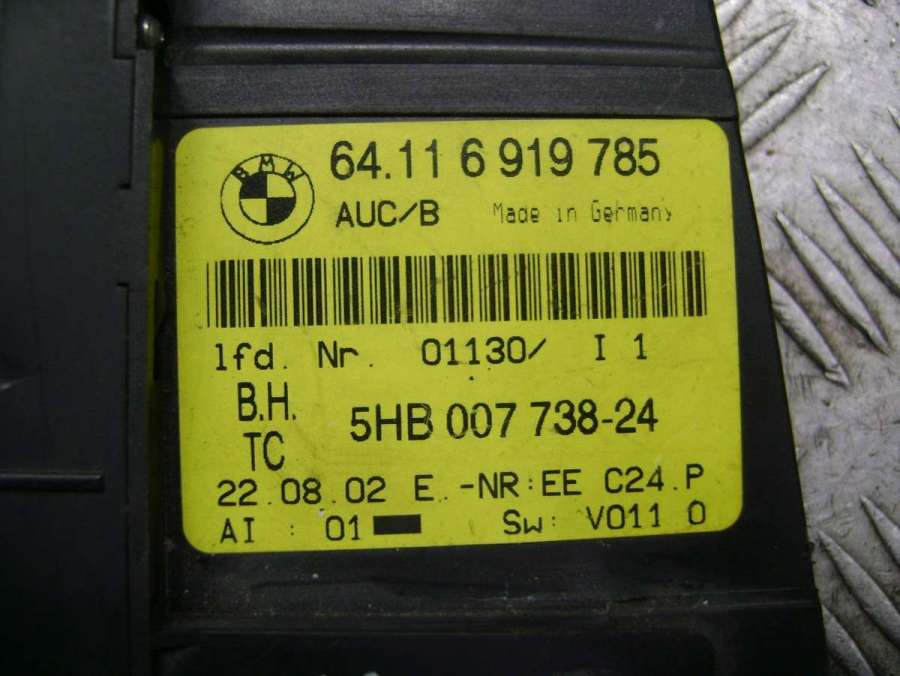 BMW
64.11 6 919 785
AUC/B Made in Germany
lfd. Nr. 01130/ I 1
B.H. 5HB 007 738-24
TC
22.08.02 E.-NR:EE C24.P
AI : 01 Sw: V011 0